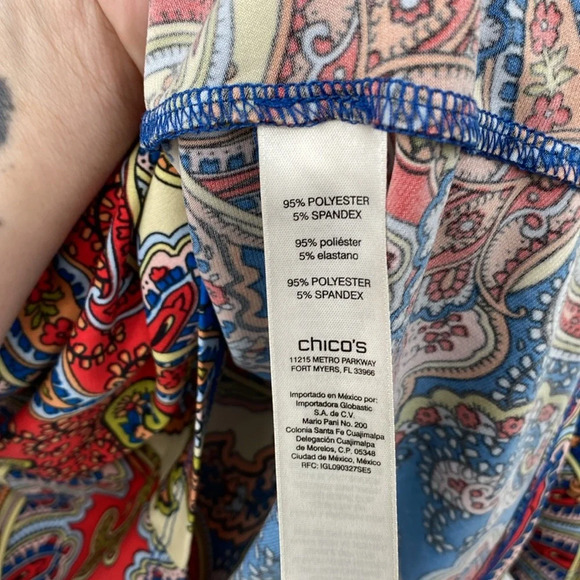 95% POLYESTER
5% SPANDEX
95% poliéster
5% elastano
95% POLYESTER
5% SPANDEX
chico's
11215 METRO PARKWAY
FORT MYERS, FL 33966
Importado en México por:
Importadora Globastic
S.A. de C.V.
Mario Pani No. 200
Colonia Santa Fe Cuajimalpa
Delegación Cuajimalpa
de Morelos, C.P. 05348
Ciudad de México, México
RFC: IGL090327SE5